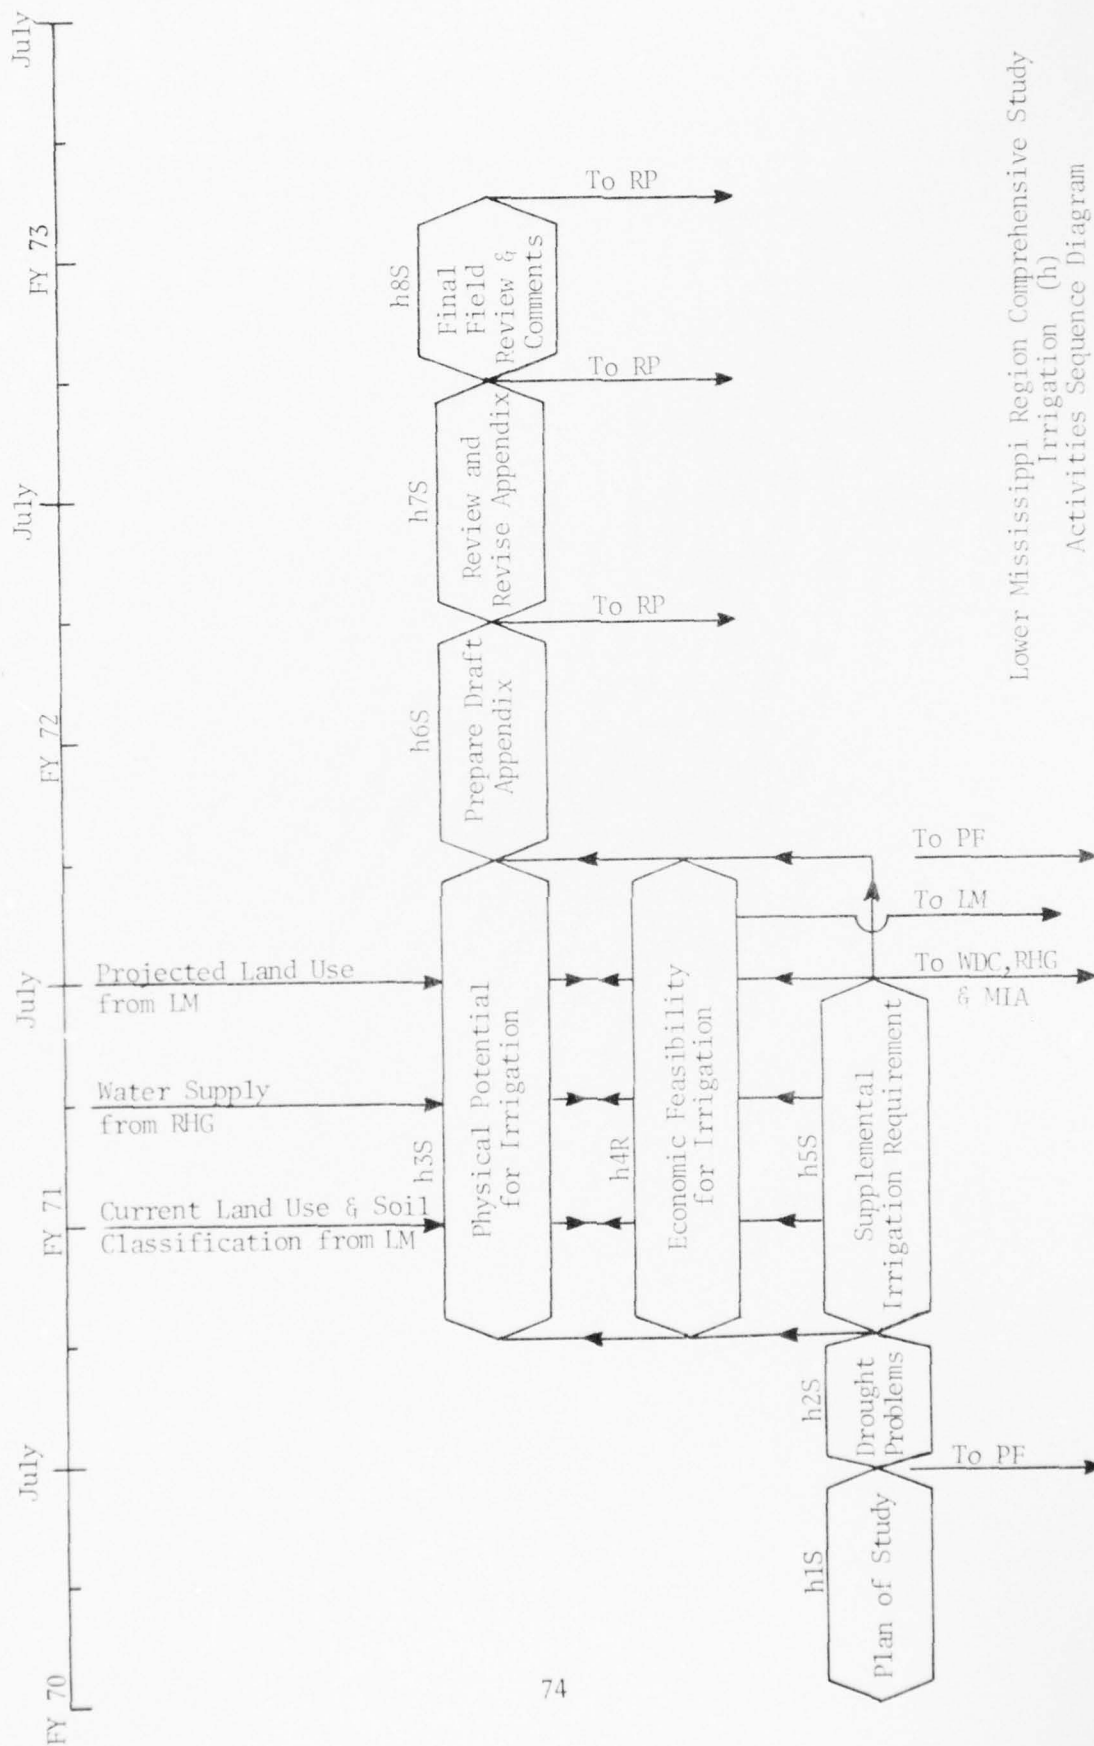 FY 70
July
FY 71
July
FY 72
July
FY 73
July
Current Land Use & Soil
Classification from LM
Water Supply
from RHG
Projected Land Use
from LM
h1S
Plan of Study
To PF
h2S
Drought
Problems
h3S
Physical Potential
for Irrigation
h4R
Economic Feasibility
for Irrigation
h5S
Supplemental
Irrigation Requirement
To WDC, RHG
& MIA
To LM
To PF
h6S
Prepare Draft
Appendix
To RP
h7S
Review and
Revise Appendix
To RP
h8S
Final
Field
Review &
Comments
To RP
Lower Mississippi Region Comprehensive Study
Irrigation (h)
Activities Sequence Diagram
74